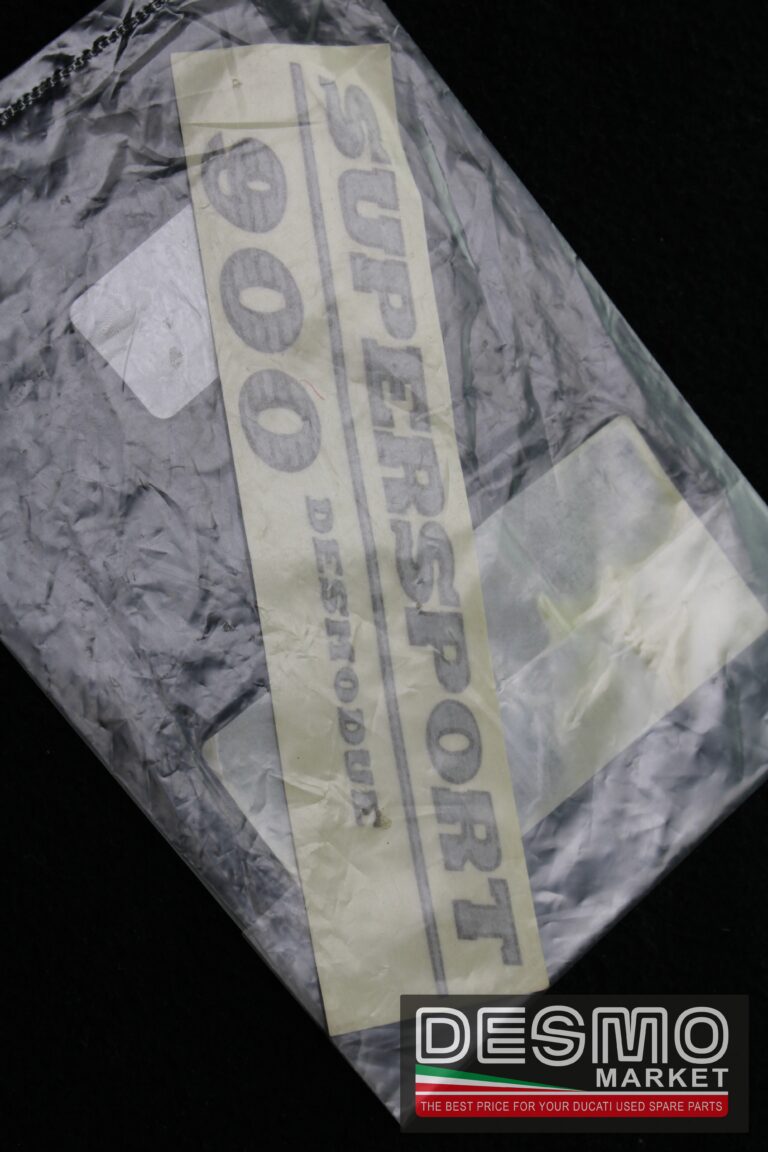 SUPERSPORT
900 DESMODUE
DESMO
MARKET
THE BEST PRICE FOR YOUR DUCATI USED SPARE PARTS